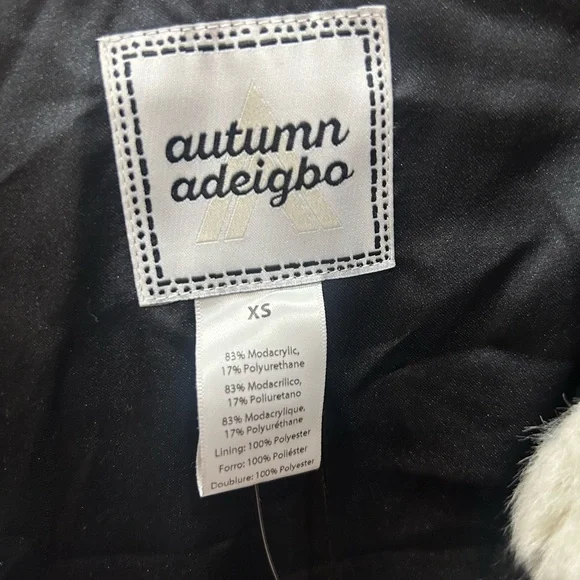 autumn
adeigbo
XS
83% Modacrylic,
17% Polyurethane
83% Modacrílico,
17% Poliuretano
83% Modacrylique,
17% Polyuréthane
Lining: 100% Polyester
Forro: 100% Poliéster
Doublure: 100% Polyester